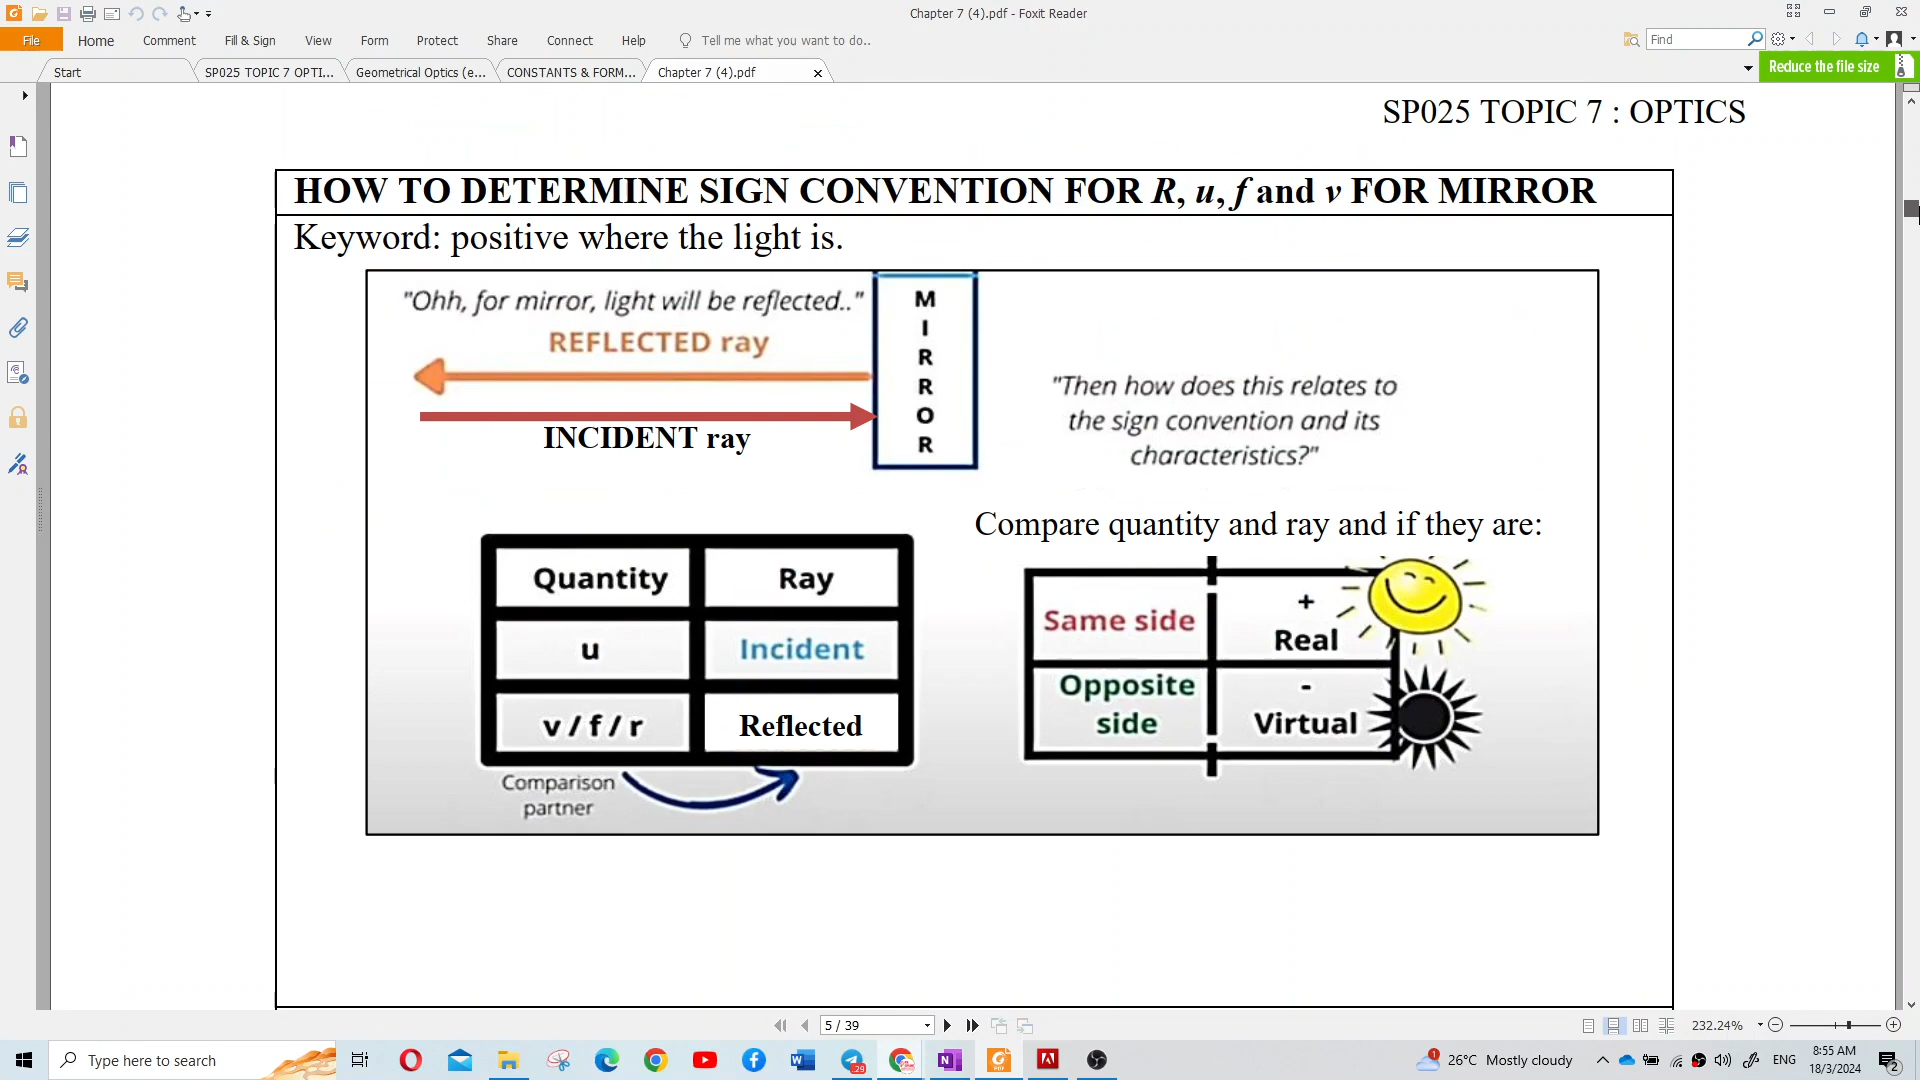 Chapter 7 (4).pdf - Foxit Reader
File Home Comment Fill & Sign View Form Protect Share Connect Help Tell me what you want to do.. Find
Start SP025 TOPIC 7 OPTI... Geometrical Optics (e... CONSTANTS & FORM... Chapter 7 (4).pdf Reduce the file size
SP025 TOPIC 7 : OPTICS
HOW TO DETERMINE SIGN CONVENTION FOR R, u, f and v FOR MIRROR
Keyword: positive where the light is.
"Ohh, for mirror, light will be reflected.."
REFLECTED ray
INCIDENT ray
M
I
R
R
O
R
"Then how does this relates to
the sign convention and its
characteristics?"
Compare quantity and ray and if they are:
Quantity Ray
u Incident
v / f / r Reflected
Comparison
partner
Same side
+
Real
Opposite
side
-
Virtual
5 / 39
232.24%
Type here to search
29
1
26°C Mostly cloudy
ENG
8:55 AM
18/3/2024
2